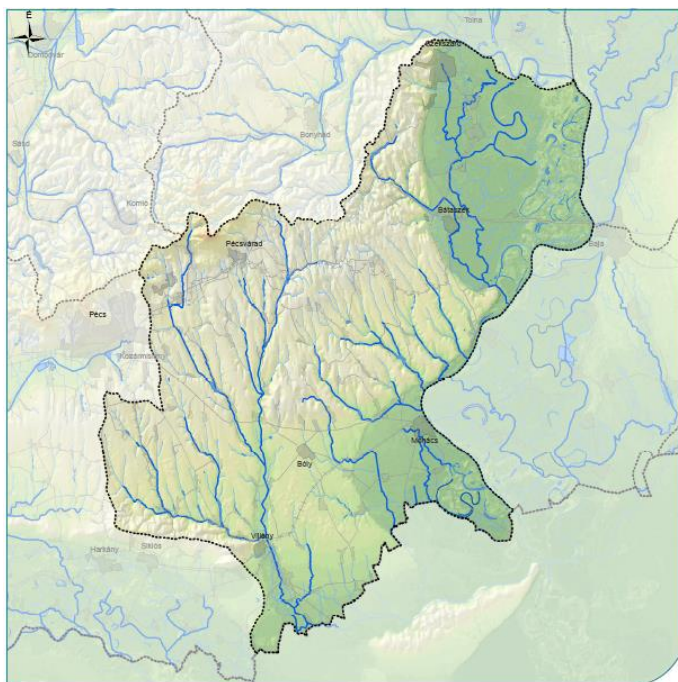 É
Tolna
Dombóvár
Szekszárd
Bonyhád
Sásd
Komló
Bátaszék
Baja
Pécsvárad
Pécs
Kozármisleny
Mohács
Bóly
Villány
Harkány
Siklós